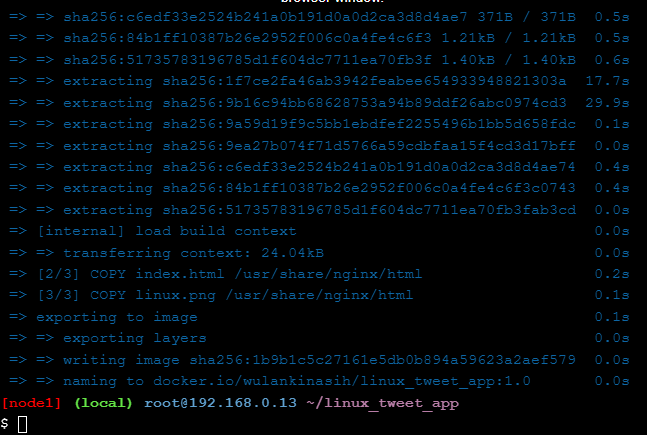 browser window.
=> => sha256:c6edf33e2524b241a0b191d0a0d2ca3d8d4ae7 371B / 371B 0.5s
=> => sha256:84b1ff10387b26e2952f006c0a4fe4c6f3 1.21kB / 1.21kB 0.5s
=> => sha256:51735783196785d1f604dc7711ea70fb3f 1.40kB / 1.40kB 0.6s
=> => extracting sha256:1f7ce2fa46ab3942feabee654933948821303a 17.7s
=> => extracting sha256:9b16c94bb68628753a94b89ddf26abc0974cd3 29.9s
=> => extracting sha256:9a59d19f9c5bb1ebdfef2255496b1bb5d658fdc 0.1s
=> => extracting sha256:9ea27b074f71d5766a59cdbfaa15f4cd3d17bff 0.0s
=> => extracting sha256:c6edf33e2524b241a0b191d0a0d2ca3d8d4ae74 0.4s
=> => extracting sha256:84b1ff10387b26e2952f006c0a4fe4c6f3c0743 0.4s
=> => extracting sha256:51735783196785d1f604dc7711ea70fb3fab3cd 0.0s
=> [internal] load build context 0.0s
=> => transferring context: 24.04kB 0.0s
=> [2/3] COPY index.html /usr/share/nginx/html 0.2s
=> [3/3] COPY linux.png /usr/share/nginx/html 0.1s
=> exporting to image 0.1s
=> => exporting layers 0.0s
=> => writing image sha256:1b9b1c5c27161e5db0b894a59623a2aef579 0.0s
=> => naming to docker.io/wulankinasih/linux_tweet_app:1.0 0.0s
[node1] (local) root@192.168.0.13 ~/linux_tweet_app
$